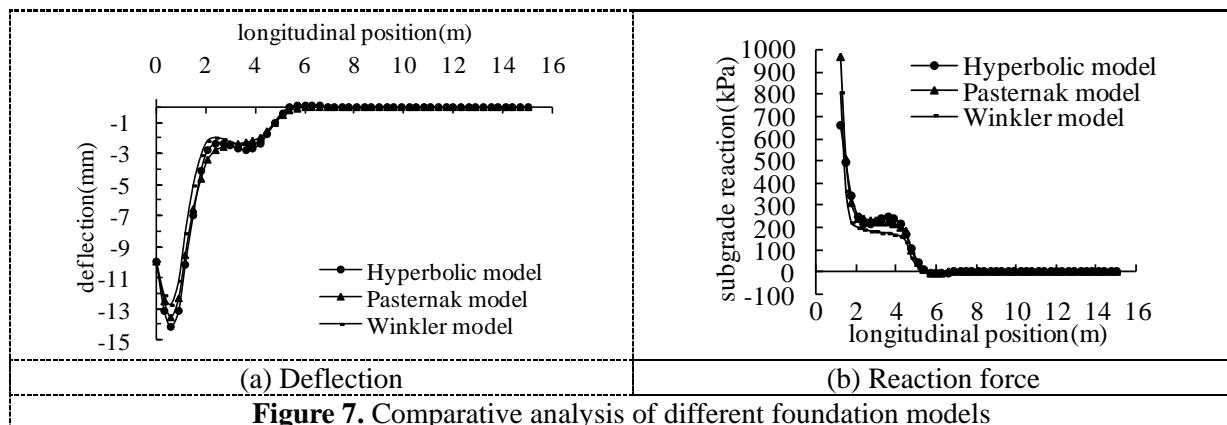 longitudinal position(m)
0 2 4 6 8 10 12 14 16
-1
-3
-5
-7
-9
-11
-13
-15
deflection(mm)
Hyperbolic model
Pasternak model
Winkler model
(a) Deflection
1000
900
800
700
600
500
400
300
200
100
0
-100
subgrade reaction(kPa)
Hyperbolic model
Pasternak model
Winkler model
0 2 4 6 8 10 12 14 16
longitudinal position(m)
(b) Reaction force
Figure 7. Comparative analysis of different foundation models